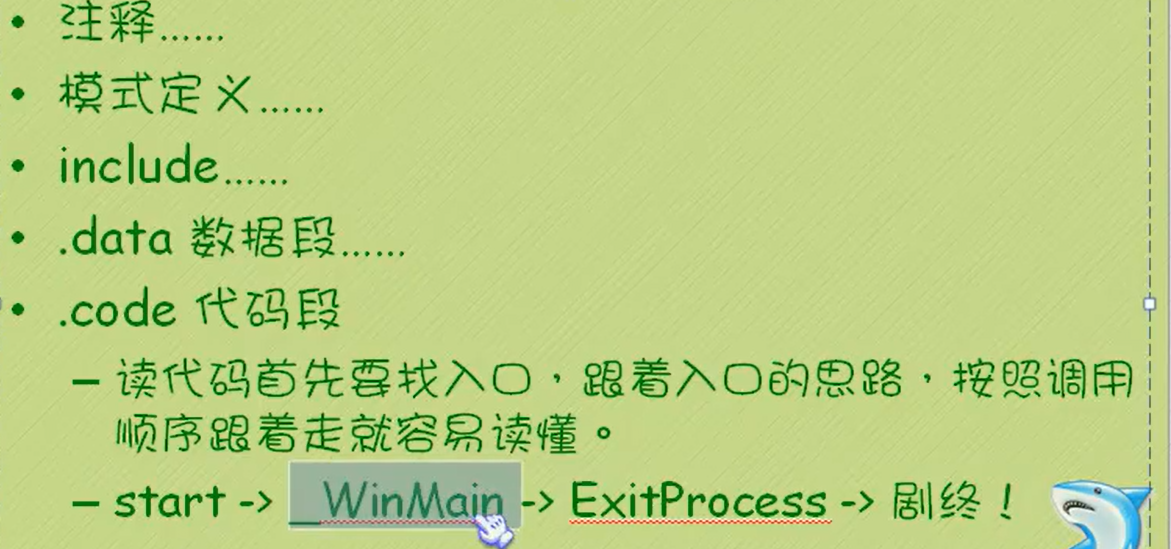 • 注释……
• 模式定义……
• include……
• .data 数据段……
• .code 代码段
– 读代码首先要找入口，跟着入口的思路，按照调用
顺序跟着走就容易读懂。
– start -> _WinMain -> ExitProcess -> 剧终！